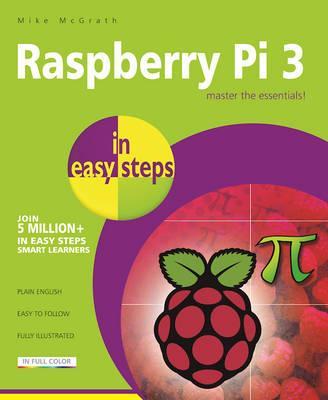 Mike McGrath
Raspberry Pi 3
master the essentials!
in
easy steps
JOIN
5 MILLION+
IN EASY STEPS
SMART LEARNERS
π
PLAIN ENGLISH
EASY TO FOLLOW
FULLY ILLUSTRATED
IN FULL COLOR